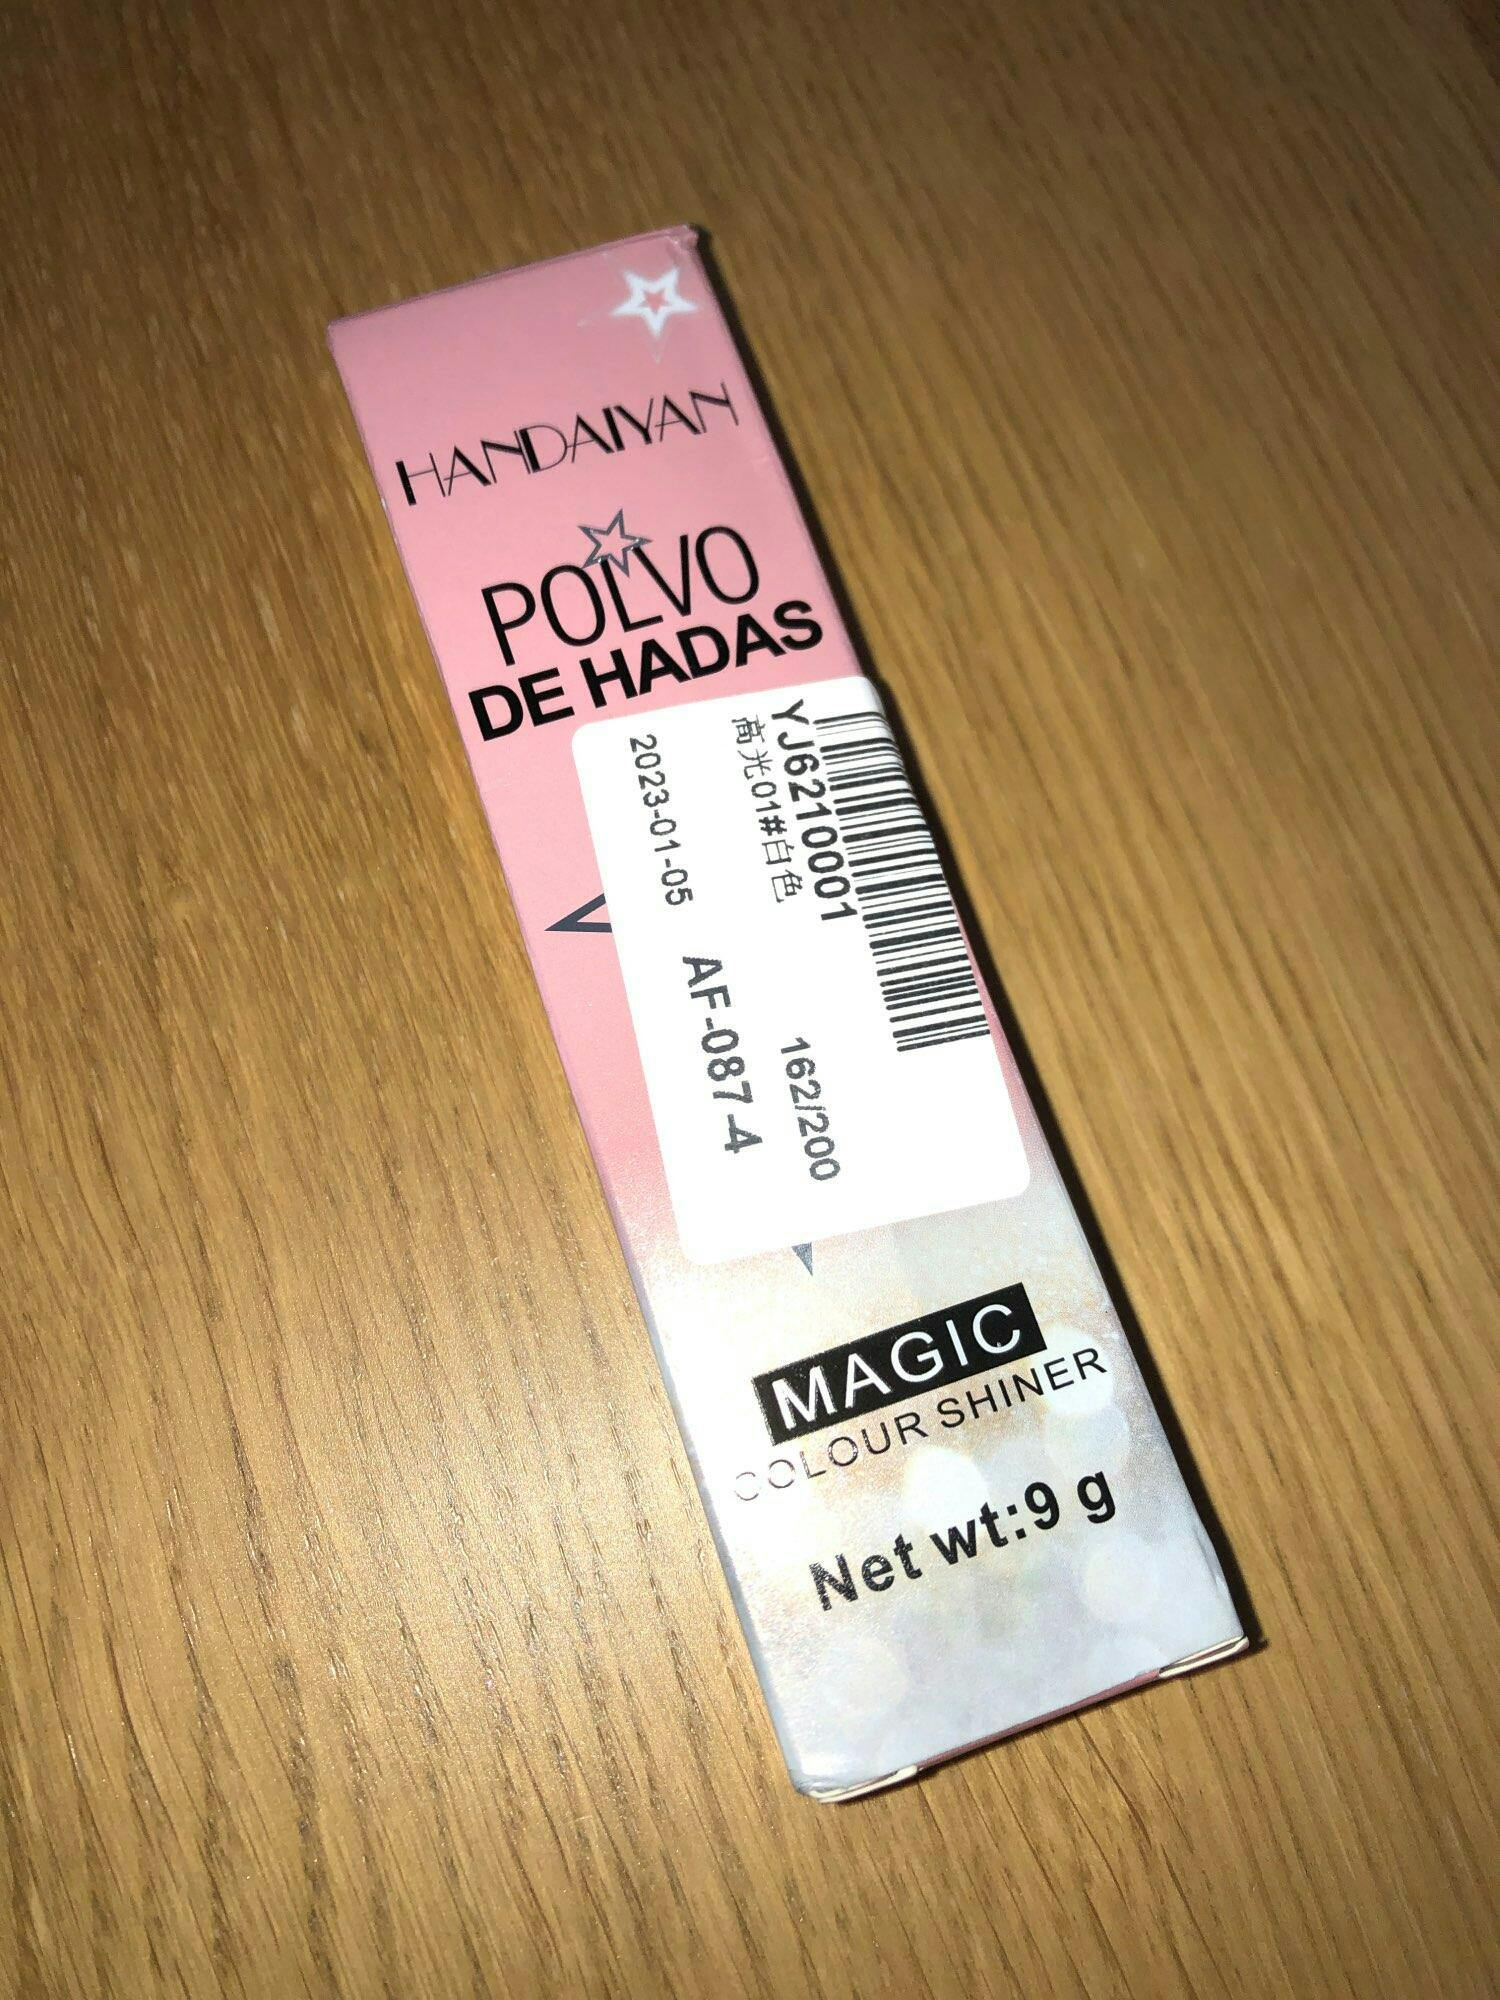 HANDAIYAN
POLVO
DE HADAS
YJ6210001
高光01#白色
162/200
2023-01-05
AF-087-4
MAGIC
COLOUR SHINER
Net wt:9 g